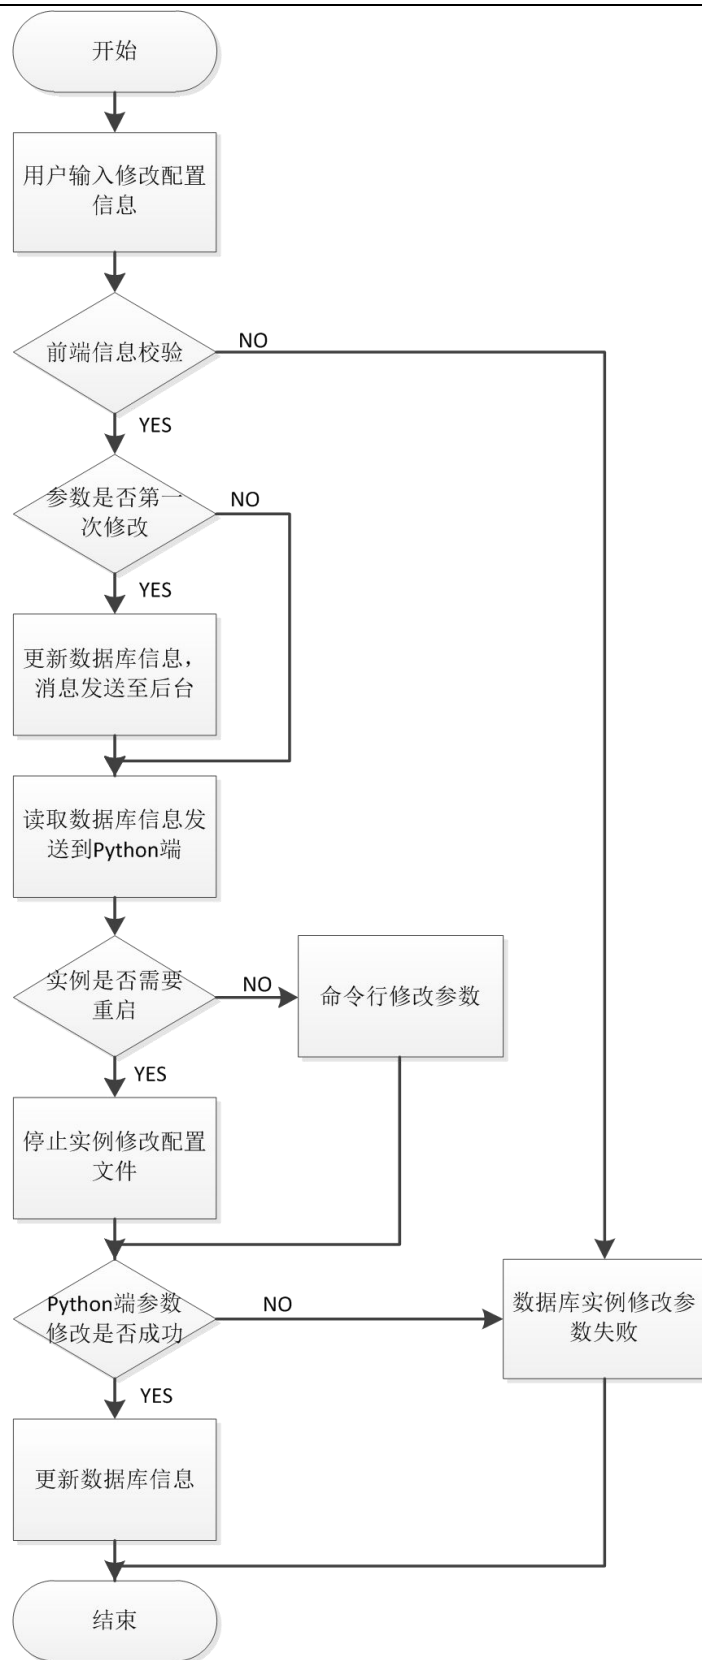 开始
用户输入修改配置
信息
前端信息校验
NO
YES
参数是否第一
次修改
NO
YES
更新数据库信息，
消息发送至后台
读取数据库信息发
送到Python端
实例是否需要
重启
NO
命令行修改参数
YES
停止实例修改配置
文件
Python端参数
修改是否成功
NO
数据库实例修改参
数失败
YES
更新数据库信息
结束